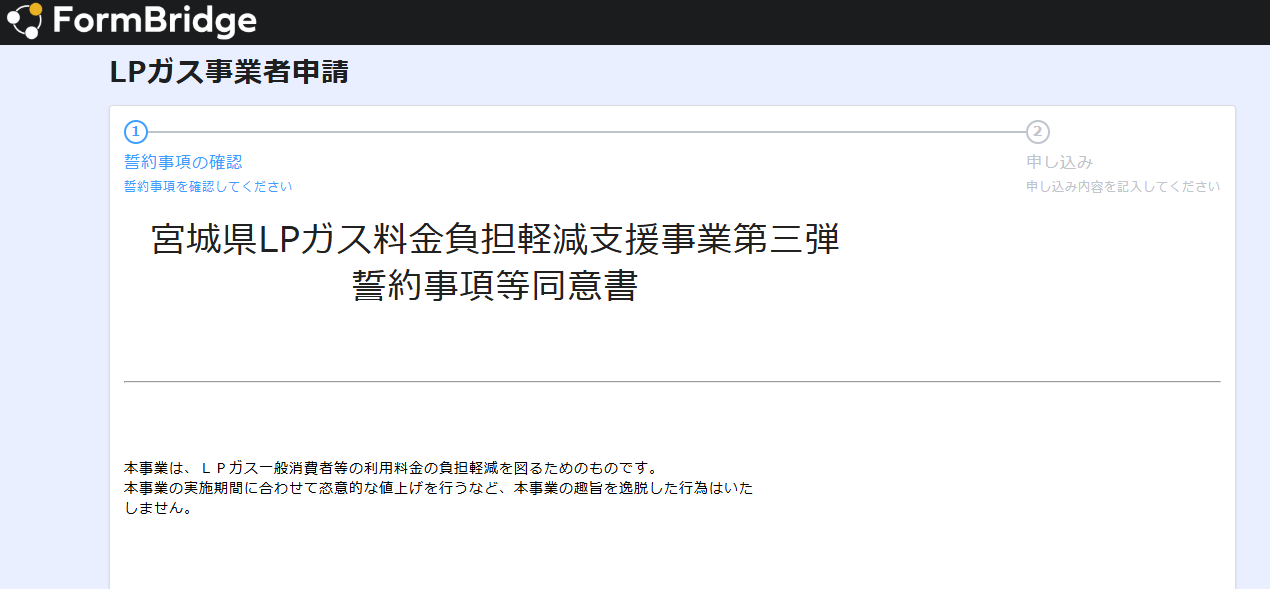 FormBridge
LPガス事業者申請
1
2
誓約事項の確認
申し込み
誓約事項を確認してください
申し込み内容を記入してください
宮城県LPガス料金負担軽減支援事業第三弾
誓約事項等同意書
本事業は、ＬＰガス一般消費者等の利用料金の負担軽減を図るためのものです。
本事業の実施期間に合わせて恣意的な値上げを行うなど、本事業の趣旨を逸脱した行為はいた
しません。